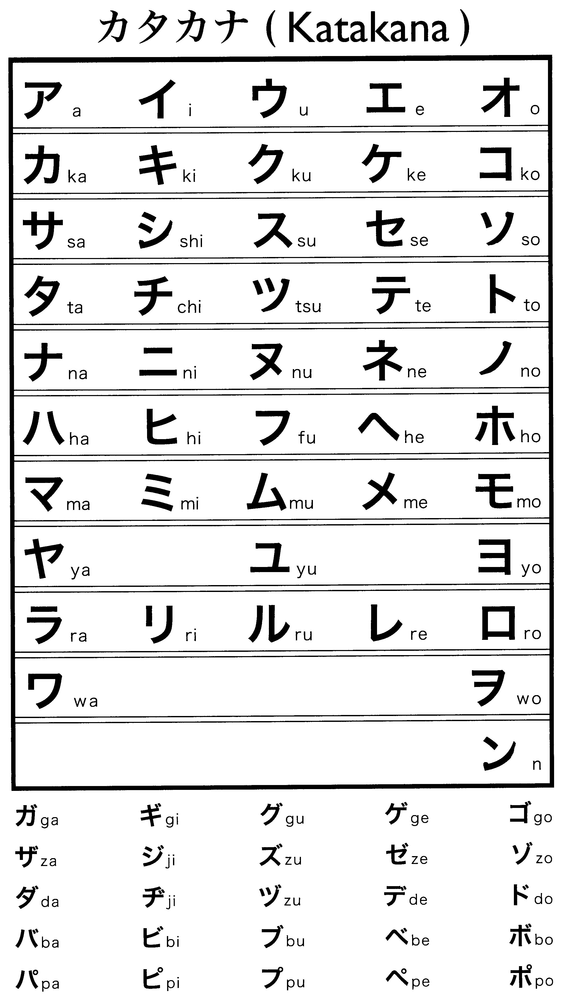 カタカナ ( Katakana )
ア a イ i ウ u エ e オ o
カ ka キ ki ク ku ケ ke コ ko
サ sa シ shi ス su セ se ソ so
タ ta チ chi ツ tsu テ te ト to
ナ na ニ ni ヌ nu ネ ne ノ no
ハ ha ヒ hi フ fu ヘ he ホ ho
マ ma ミ mi ム mu メ me モ mo
ヤ ya ユ yu ヨ yo
ラ ra リ ri ル ru レ re ロ ro
ワ wa ヲ wo
ン n
ガ ga ギ gi グ gu ゲ ge ゴ go
ザ za ジ ji ズ zu ゼ ze ゾ zo
ダ da ヂ ji ヅ zu デ de ド do
バ ba ビ bi ブ bu ベ be ボ bo
パ pa ピ pi プ pu ペ pe ポ po